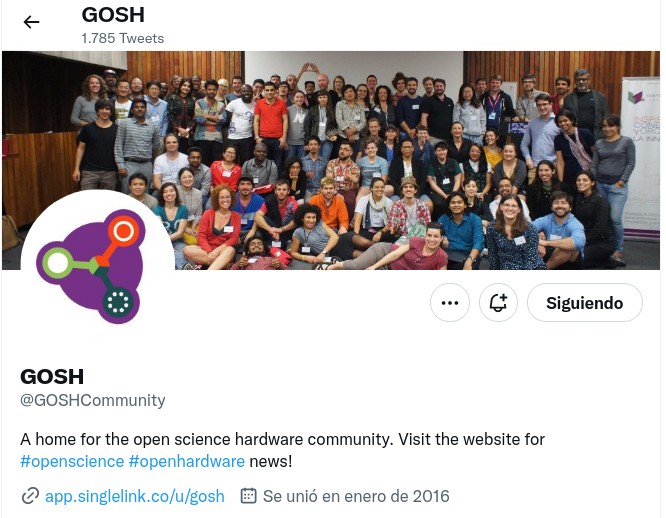 GOSH
1.785 Tweets
Siguiendo
GOSH
@GOSHCommunity
A home for the open science hardware community. Visit the website for
#openscience #openhardware news!
app.singlelink.co/u/gosh Se unió en enero de 2016